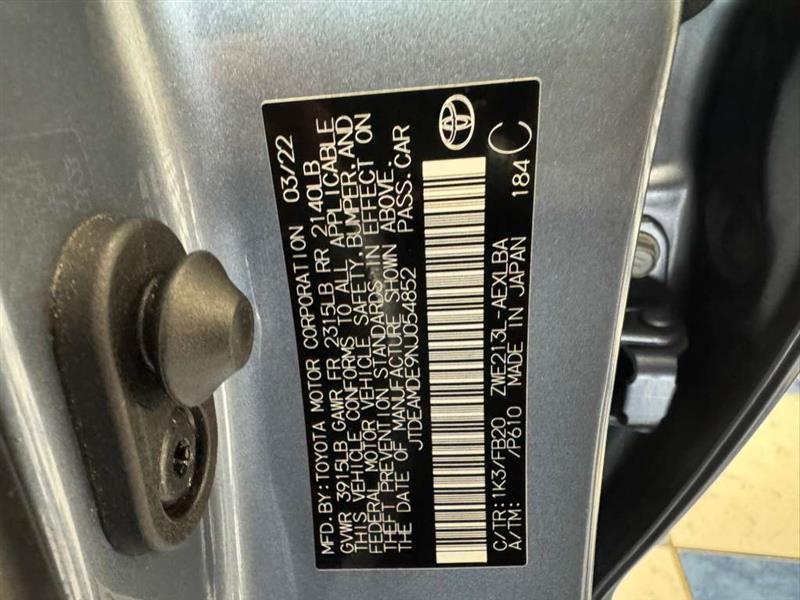 MFD.BY:TOYOTA MOTOR CORPORATION 03/22
GVWR 3915LB GAWR FR 2315LB RR 2140LB
THIS VEHICLE CONFORMS TO ALL APPLICABLE
FEDERAL MOTOR VEHICLE SAFETY,BUMPER,AND
THEFT PREVENTION STANDARDS IN EFFECT ON
THE DATE OF MANUFACTURE SHOWN ABOVE.
JTDEAMDE9NJ054852 PASS.CAR
C/TR:1K3/FB20 ZWE213L-AEXLBA 184 C
A/TM: /P610 MADE IN JAPAN